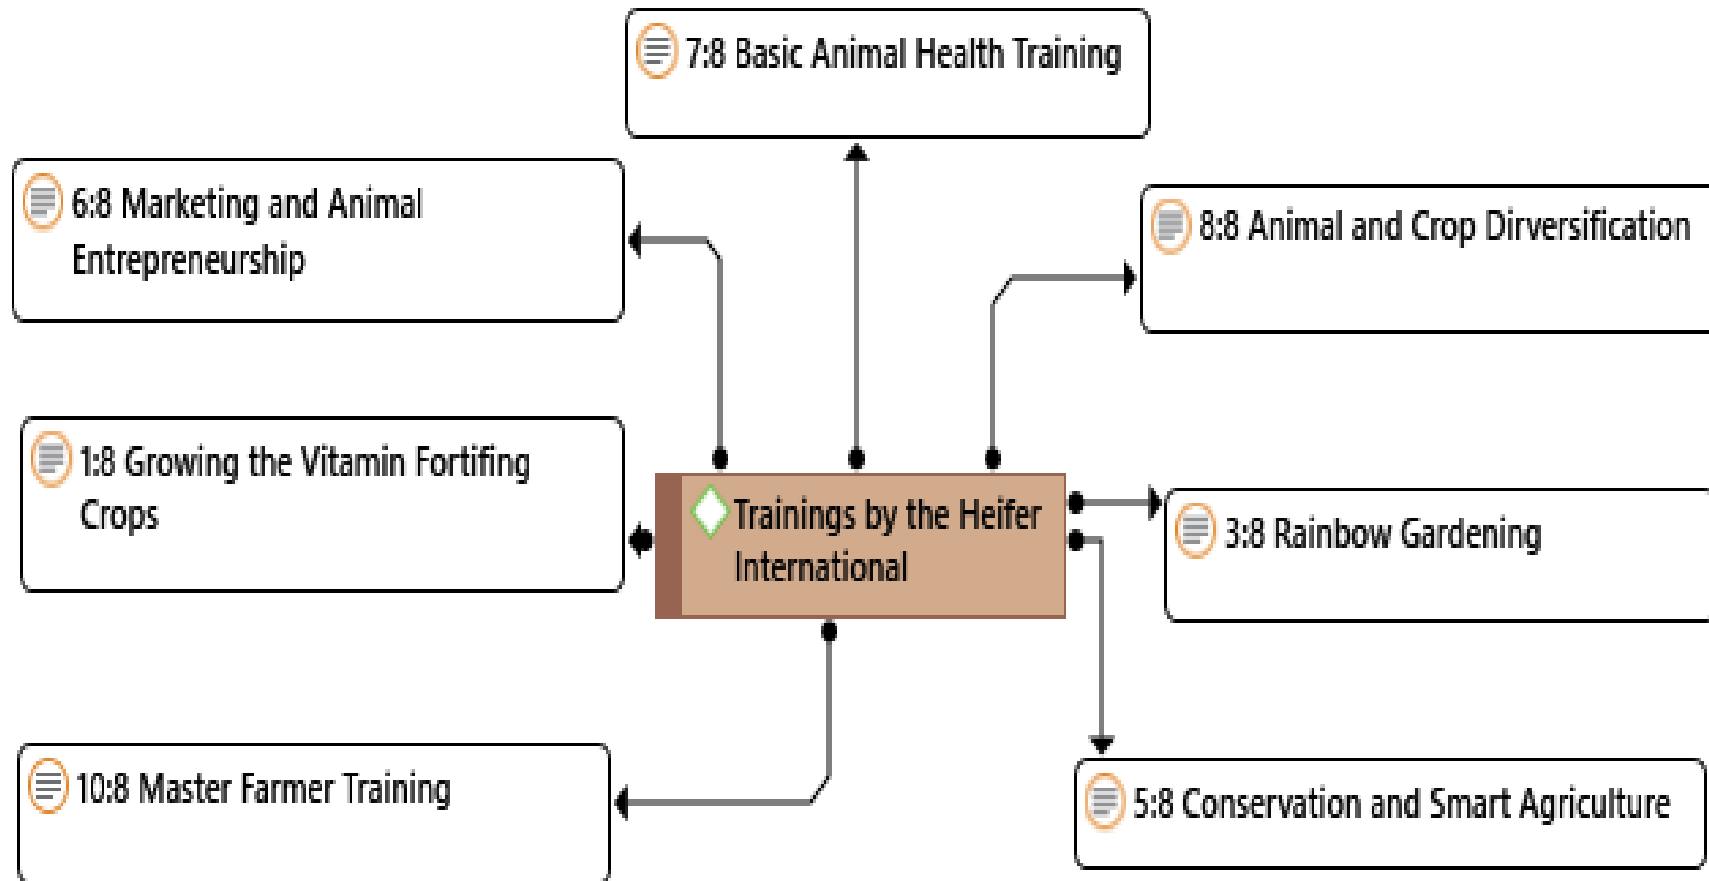 7:8 Basic Animal Health Training
6:8 Marketing and Animal
Entrepreneurship
8:8 Animal and Crop Dirversification
1:8 Growing the Vitamin Fortifing
Crops
Trainings by the Heifer
International
3:8 Rainbow Gardening
10:8 Master Farmer Training
5:8 Conservation and Smart Agriculture